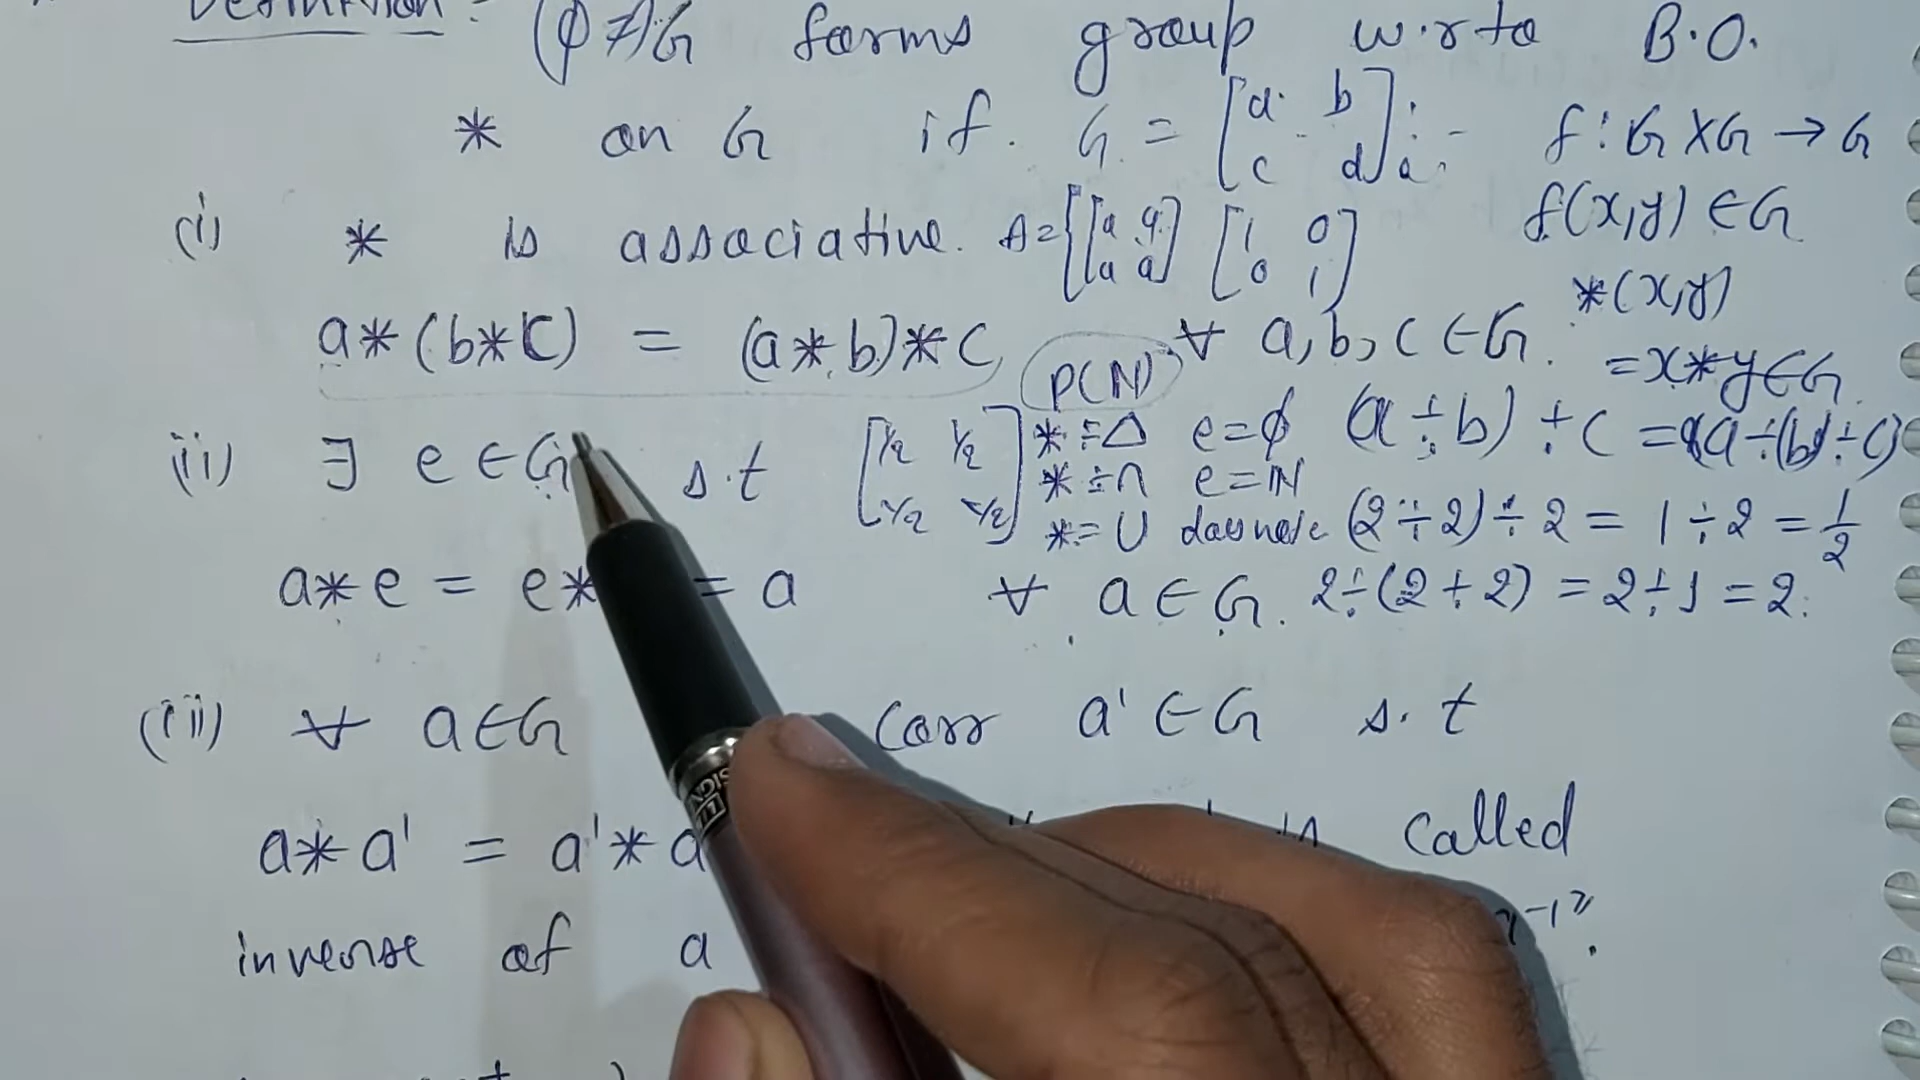 Definition :- (ϕ ≠) G forms group w.r to B.O.
* on G if. G = [a b; c d] :- f : G × G → G
(i) * is associative. A = {[a a; a a] [1 0; 0 1] f(x,y) ∈ G
*(x,y)
a*(b*c) = (a*b)*c ∀ a, b, c ∈ G. = x*y ∈ G
P(N)
(ii) ∃ e ∈ G s.t [1/2 1/2; 1/2 1/2] * = Δ e = ϕ (a ÷ b) ÷ c = (a ÷ (b) ÷ c)
* = ∩ e = N
* = U (2 ÷ 2) ÷ 2 = 1 ÷ 2 = 1/2
a*e = e* = a ∀ a ∈ G. 2 ÷ (2 ÷ 2) = 2 ÷ 1 = 2.
(iii) ∀ a ∈ G corr a' ∈ G s.t
a*a' = a'*a called
inverse of a